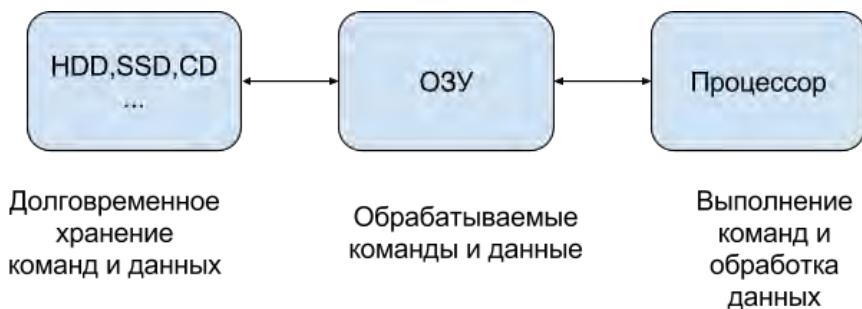 HDD,SSD,CD
...
ОЗУ
Процессор
Долговременное
хранение
команд и данных
Обрабатываемые
команды и данные
Выполнение
команд и
обработка
данных